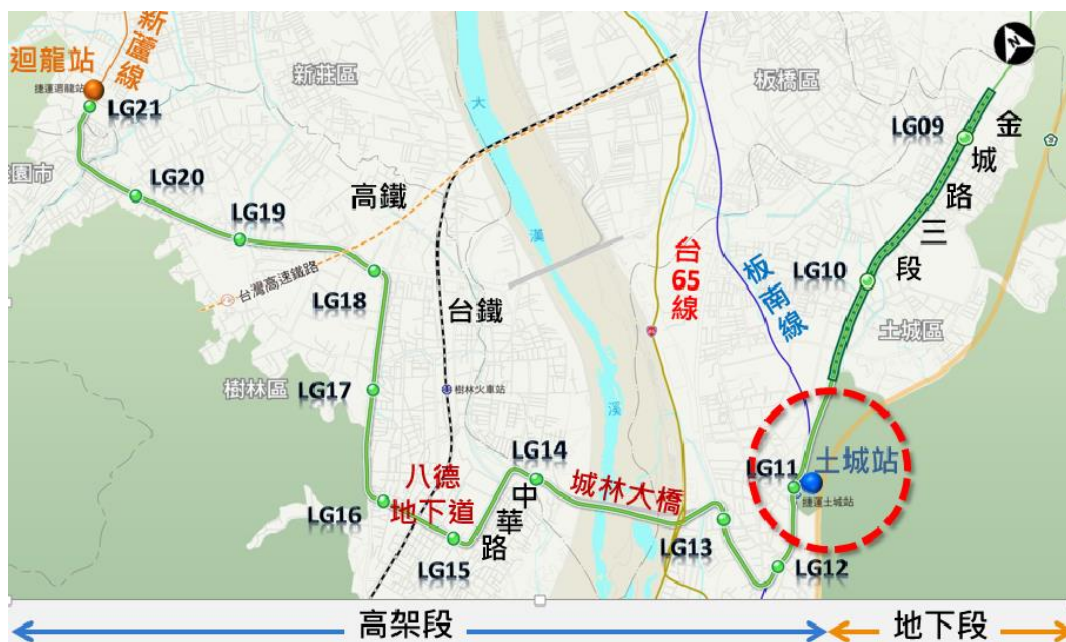 新蘆線
迴龍站
捷運迴龍站
LG21
新莊區
大漢溪
板橋區
N
LG09
金城路三段
桃園市
LG20
LG19
高鐵
台灣高速鐵路
LG18
台鐵
台65線
板南線
LG10
土城區
樹林區
LG17
樹林火車站
LG14
LG11
土城站
捷運土城站
八德
地下道
中華路
城林大橋
LG16
LG15
LG13
LG12
高架段
地下段